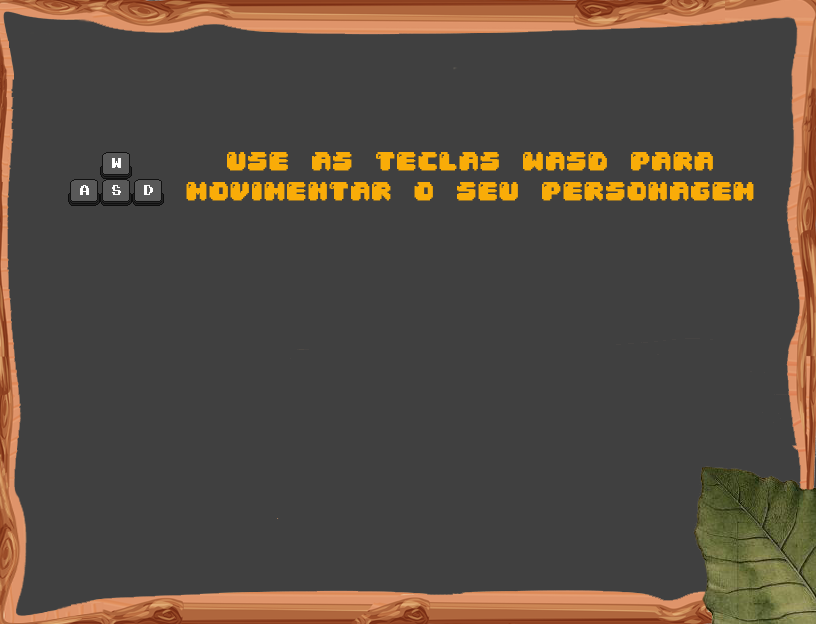 W
A S D
USE AS TECLAS WASD PARA
MOVIMENTAR O SEU PERSONAGEM